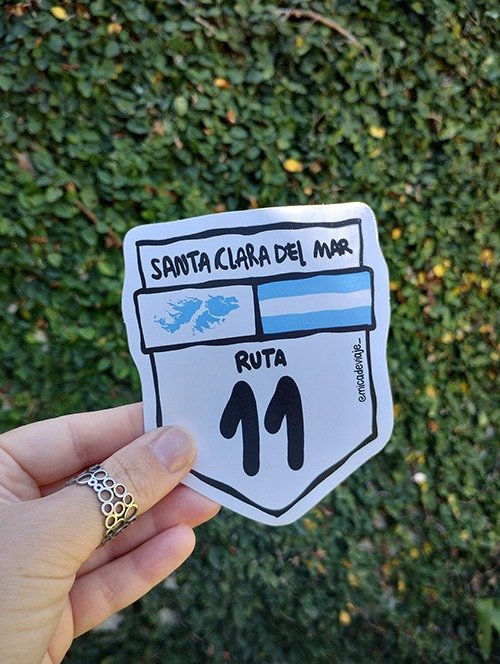 SANTA CLARA DEL MAR
RUTA
11
@micadeviaje_